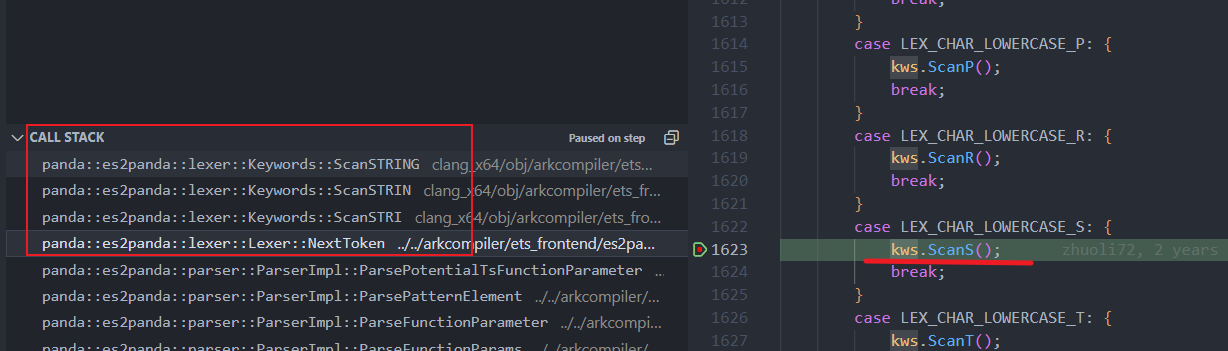 CALL STACK
Paused on step
panda::es2panda::lexer::Keywords::ScanSTRING clang_x64/obj/arkcompiler/ets...
panda::es2panda::lexer::Keywords::ScanSTRIN clang_x64/obj/arkcompiler/ets_fr...
panda::es2panda::lexer::Keywords::ScanSTRI clang_x64/obj/arkcompiler/ets_fro...
panda::es2panda::lexer::Lexer::NextToken ../../arkcompiler/ets_frontend/es2pa...
panda::es2panda::parser::ParserImpl::ParsePotentialTsFunctionParameter ...
panda::es2panda::parser::ParserImpl::ParsePatternElement ../../arkcompiler/...
panda::es2panda::parser::ParserImpl::ParseFunctionParameter ../../arkcompi...
panda::es2panda::parser::ParserImpl::ParseFunctionParams ../../arkcompiler/...
1612 break;
1613 }
1614 case LEX_CHAR_LOWERCASE_P: {
1615 kws.ScanP();
1616 break;
1617 }
1618 case LEX_CHAR_LOWERCASE_R: {
1619 kws.ScanR();
1620 break;
1621 }
1622 case LEX_CHAR_LOWERCASE_S: {
1623 kws.ScanS(); zhuoli72, 2 years
1624 break;
1625 }
1626 case LEX_CHAR_LOWERCASE_T: {
1627 kws.ScanT();